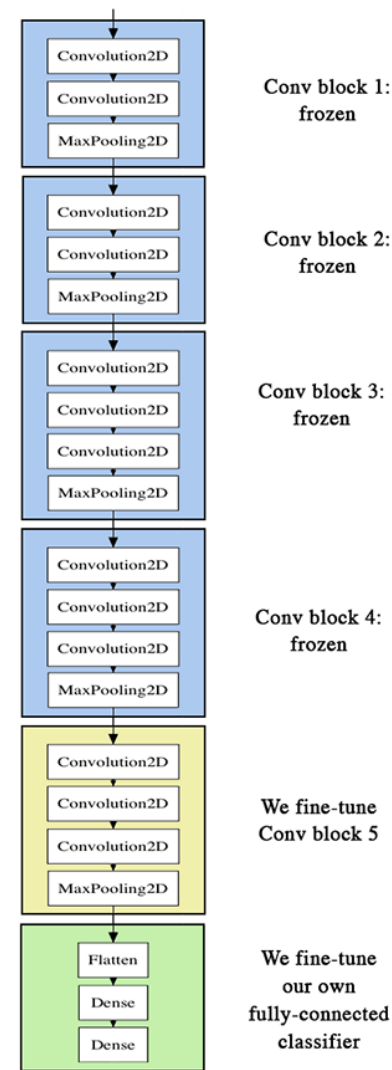 Convolution2D
Convolution2D
MaxPooling2D
Conv block 1:
frozen
Convolution2D
Convolution2D
MaxPooling2D
Conv block 2:
frozen
Convolution2D
Convolution2D
Convolution2D
MaxPooling2D
Conv block 3:
frozen
Convolution2D
Convolution2D
Convolution2D
MaxPooling2D
Conv block 4:
frozen
Convolution2D
Convolution2D
Convolution2D
MaxPooling2D
We fine-tune
Conv block 5
Flatten
Dense
Dense
We fine-tune
our own
fully-connected
classifier